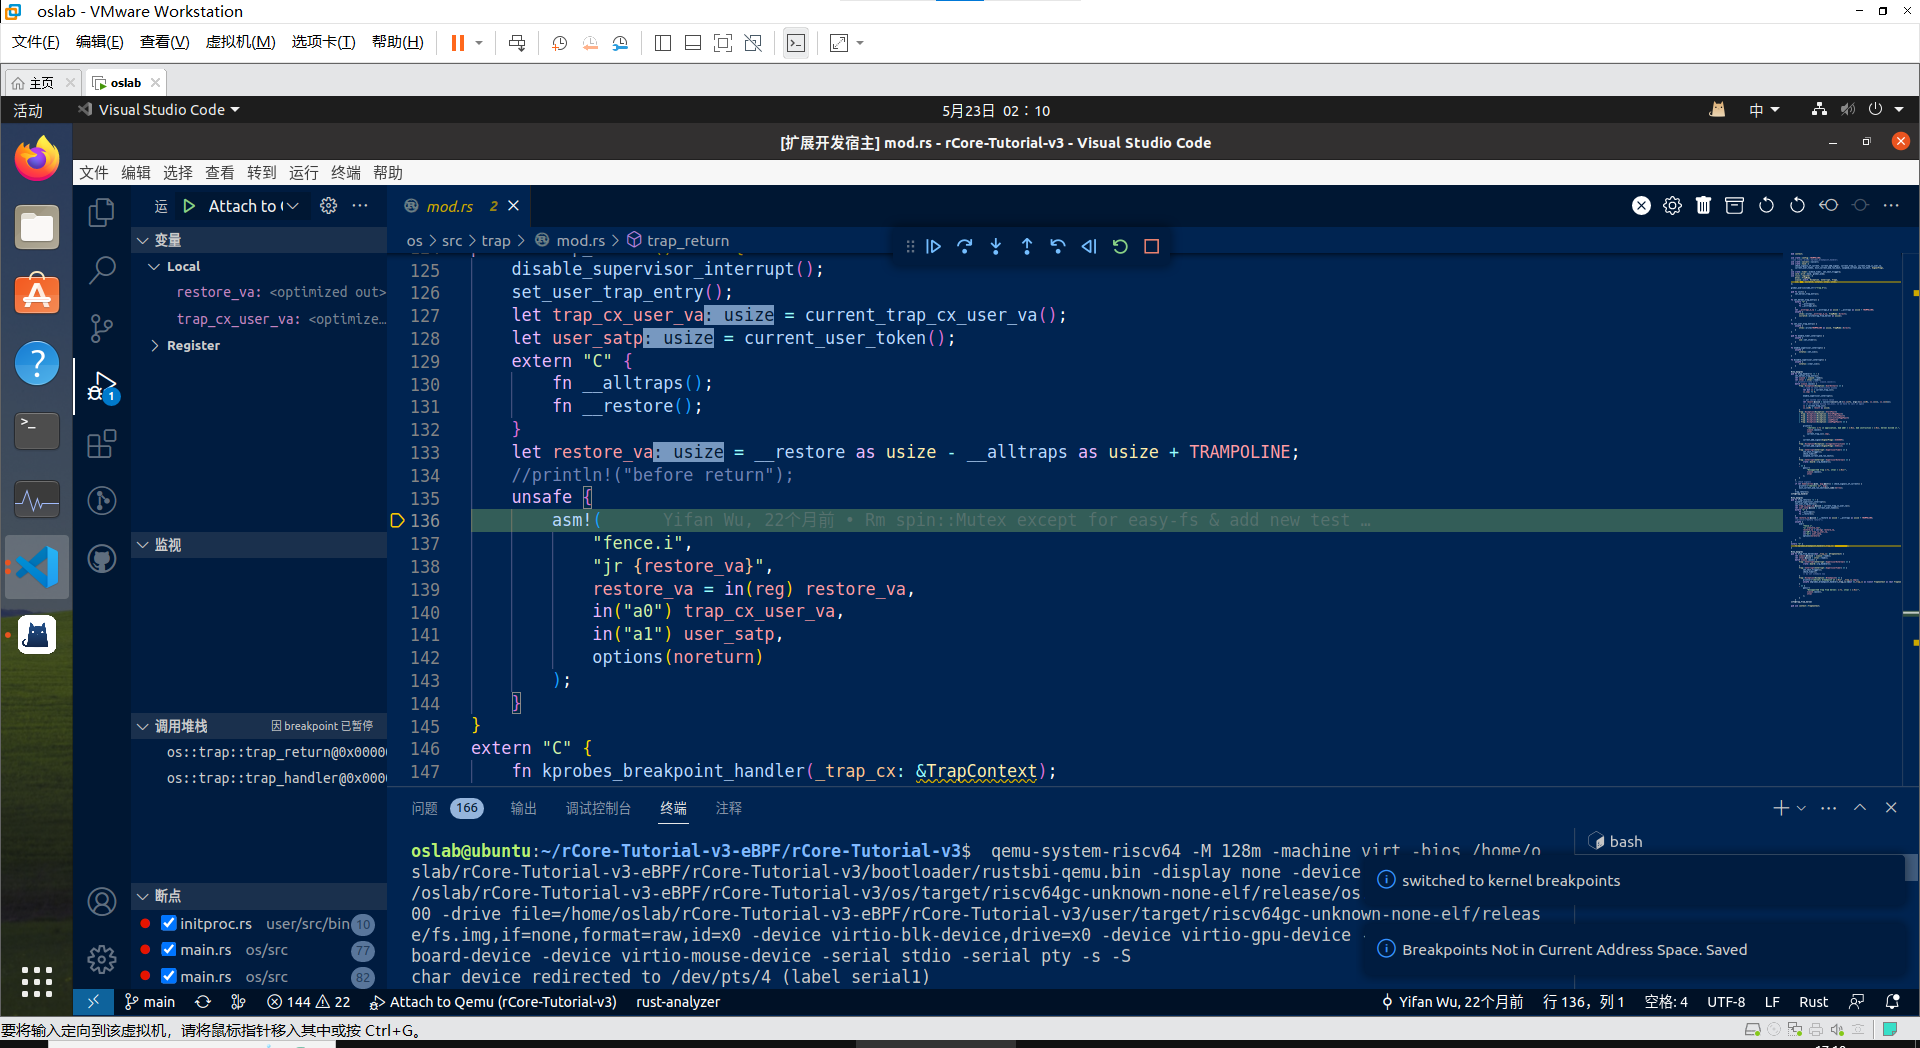 oslab - VMware Workstation
文件(F) 编辑(E) 查看(V) 虚拟机(M) 选项卡(T) 帮助(H)
主页 oslab
活动 Visual Studio Code 5月23日 02：10 中
[扩展开发宿主] mod.rs - rCore-Tutorial-v3 - Visual Studio Code
文件 编辑 选择 查看 转到 运行 终端 帮助
运 Attach to
变量
Local
restore_va: <optimized out>
trap_cx_user_va: <optimize…
Register
监视
调用堆栈 因 breakpoint 已暂停
os::trap::trap_return@0x0000
os::trap::trap_handler@0x000
断点
initproc.rs user/src/bin 10
main.rs os/src 77
main.rs os/src 82
mod.rs 2
os > src > trap > mod.rs > trap_return
125 disable_supervisor_interrupt();
126 set_user_trap_entry();
127 let trap_cx_user_va: usize = current_trap_cx_user_va();
128 let user_satp: usize = current_user_token();
129 extern "C" {
130 fn __alltraps();
131 fn __restore();
132 }
133 let restore_va: usize = __restore as usize - __alltraps as usize + TRAMPOLINE;
134 //println!("before return");
135 unsafe {
136 asm!( Yifan Wu, 22个月前 • Rm spin::Mutex except for easy-fs & add new test …
137 "fence.i",
138 "jr {restore_va}",
139 restore_va = in(reg) restore_va,
140 in("a0") trap_cx_user_va,
141 in("a1") user_satp,
142 options(noreturn)
143 );
144 }
145 }
146 extern "C" {
147 fn kprobes_breakpoint_handler(_trap_cx: &TrapContext);
问题 166 输出 调试控制台 终端 注释
oslab@ubuntu:~/rCore-Tutorial-v3-eBPF/rCore-Tutorial-v3$ qemu-system-riscv64 -M 128m -machine virt -bios /home/o
slab/rCore-Tutorial-v3-eBPF/rCore-Tutorial-v3/bootloader/rustsbi-qemu.bin -display none -device
/oslab/rCore-Tutorial-v3-eBPF/rCore-Tutorial-v3/os/target/riscv64gc-unknown-none-elf/release/os
00 -drive file=/home/oslab/rCore-Tutorial-v3-eBPF/rCore-Tutorial-v3/user/target/riscv64gc-unknown-none-elf/releas
e/fs.img,if=none,format=raw,id=x0 -device virtio-blk-device,drive=x0 -device virtio-gpu-device
board-device -device virtio-mouse-device -serial stdio -serial pty -s -S
char device redirected to /dev/pts/4 (label serial1)
bash
switched to kernel breakpoints
Breakpoints Not in Current Address Space. Saved
main 144 22 Attach to Qemu (rCore-Tutorial-v3) rust-analyzer Yifan Wu, 22个月前 行 136，列 1 空格: 4 UTF-8 LF Rust
要将输入定向到该虚拟机，请将鼠标指针移入其中或按 Ctrl+G。